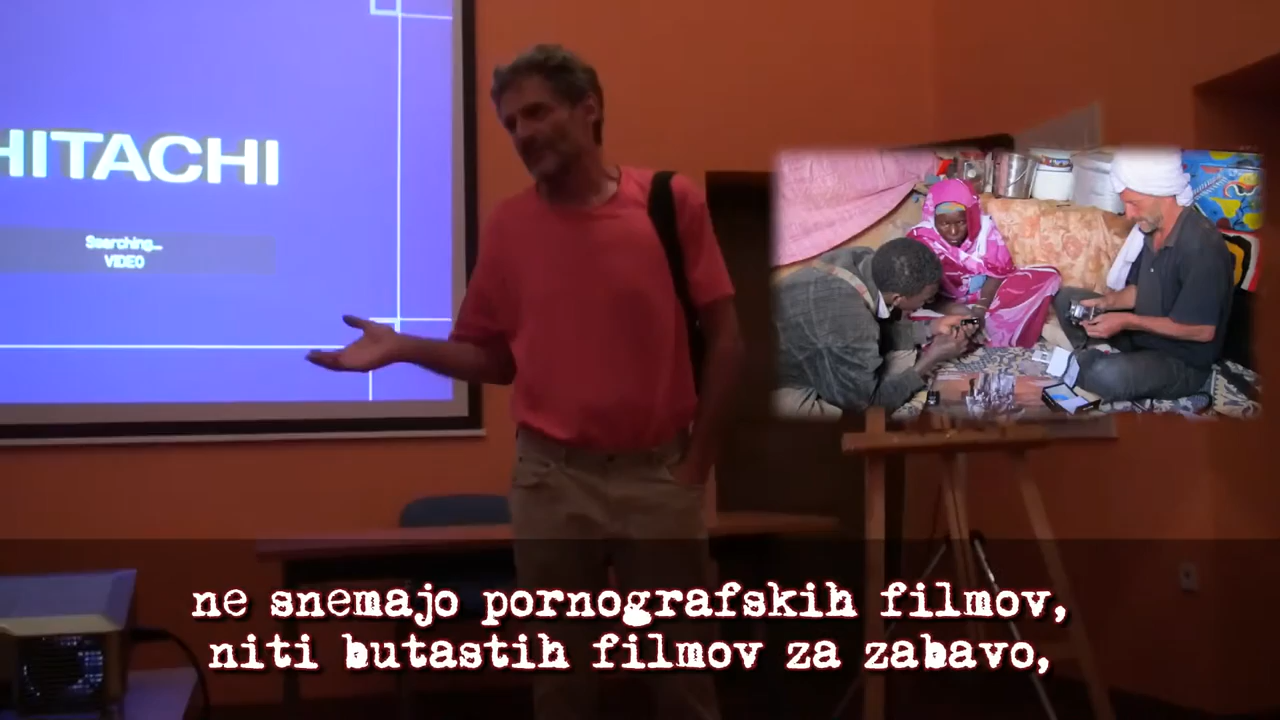 HITACHI
Searching...
VIDEO
ne snemajo pornografskih filmov,
niti butastih filmov za zabavo,